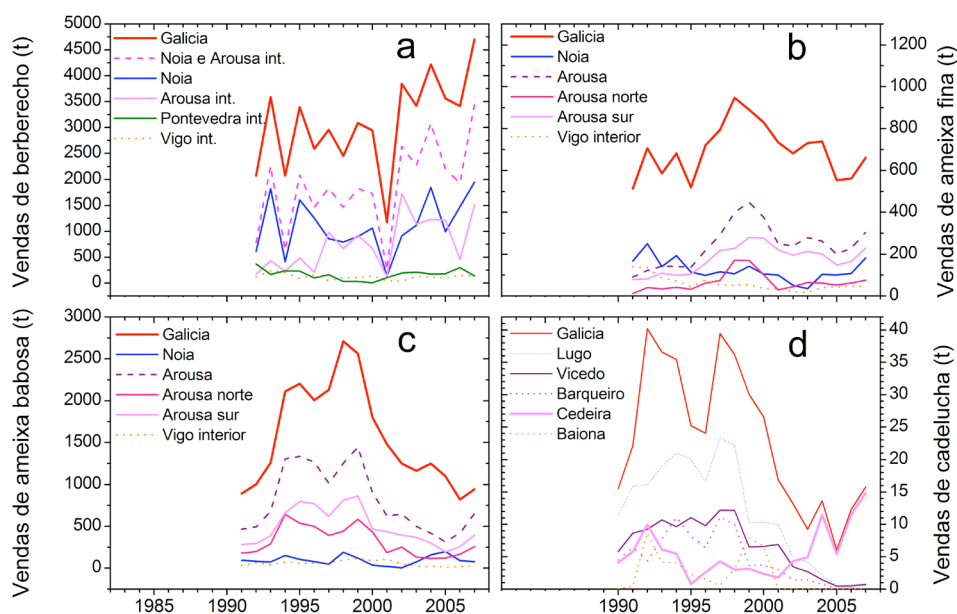 Vendas de berberecho (t)
5000
4500
4000
3500
3000
2500
2000
1500
1000
500
0
Galicia
Noia e Arousa int.
Noia
Arousa int.
Pontevedra int.
Vigo int.
a
Galicia
Noia
Arousa
Arousa norte
Arousa sur
Vigo interior
b
1200
1000
800
600
400
200
0
Vendas de ameixa fina (t)
Vendas de ameixa babosa (t)
3000
2500
2000
1500
1000
500
0
Galicia
Noia
Arousa
Arousa norte
Arousa sur
Vigo interior
c
1985 1990 1995 2000 2005
Galicia
Lugo
Vicedo
Barqueiro
Cedeira
Baiona
d
40
35
30
25
20
15
10
5
0
Vendas de cadelucha (t)
1990 1995 2000 2005